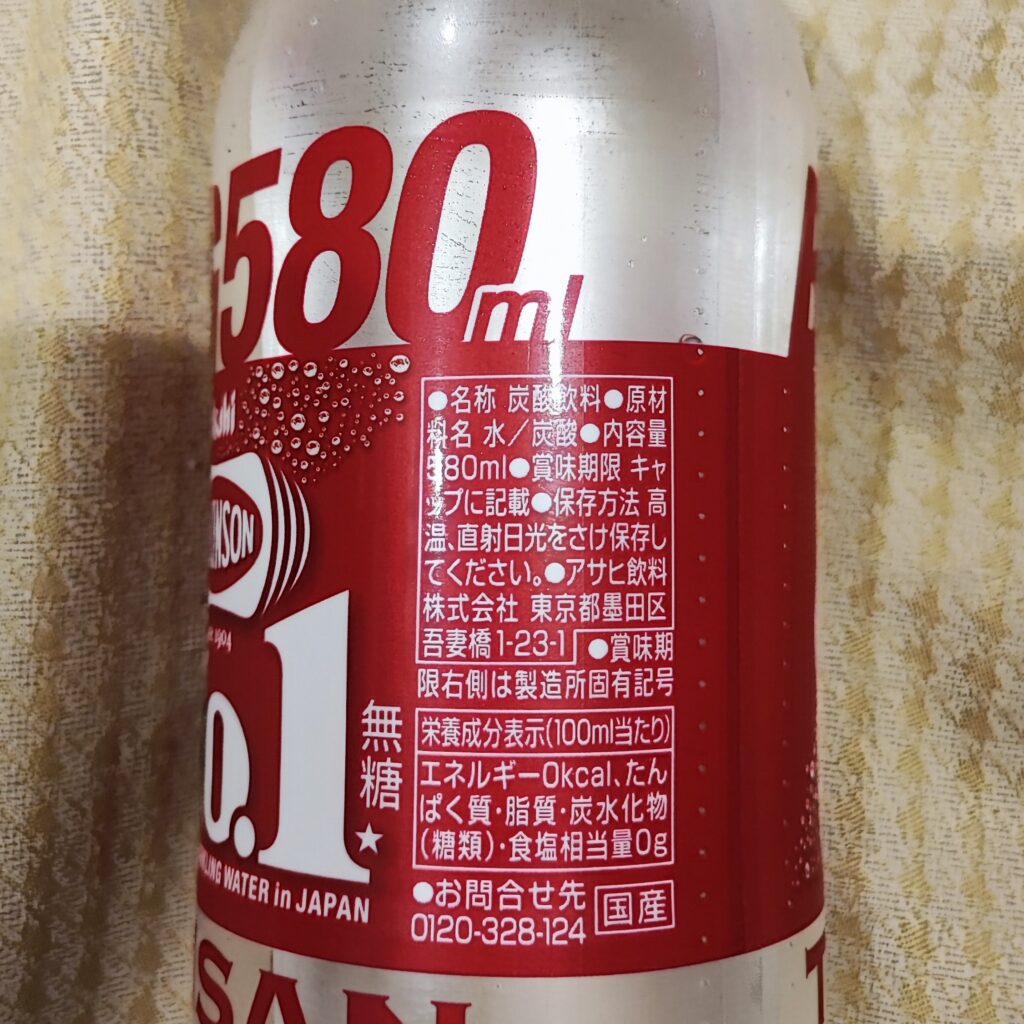 580ml
●名称 炭酸飲料●原材
料名 水/炭酸●内容量
580ml●賞味期限 キャ
ップに記載●保存方法 高
温、直射日光をさけ保存し
てください。●アサヒ飲料
株式会社 東京都墨田区
吾妻橋1-23-1
●賞味期
限右側は製造所固有記号
1
無糖★
栄養成分表示(100ml当たり)
エネルギー0kcal、たん
ぱく質・脂質・炭水化物
(糖類)・食塩相当量0g
WATER in JAPAN
●お問合せ先
0120-328-124
国産